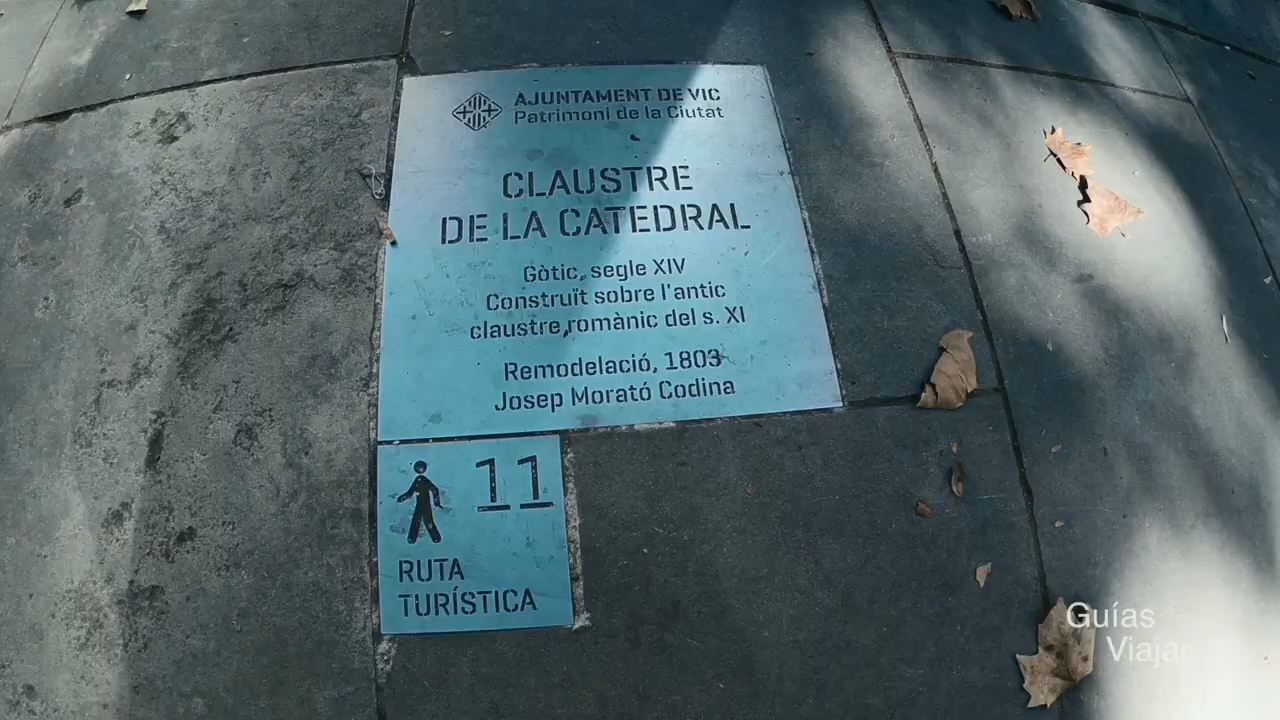 AJUNTAMENT DE VIC
Patrimoni de la Ciutat
CLAUSTRE
DE LA CATEDRAL
Gòtic, segle XIV
Construït sobre l'antic
claustre romànic del s. XI
Remodelació, 1803
Josep Morató Codina
11
RUTA
TURÍSTICA
Guías
Viajar